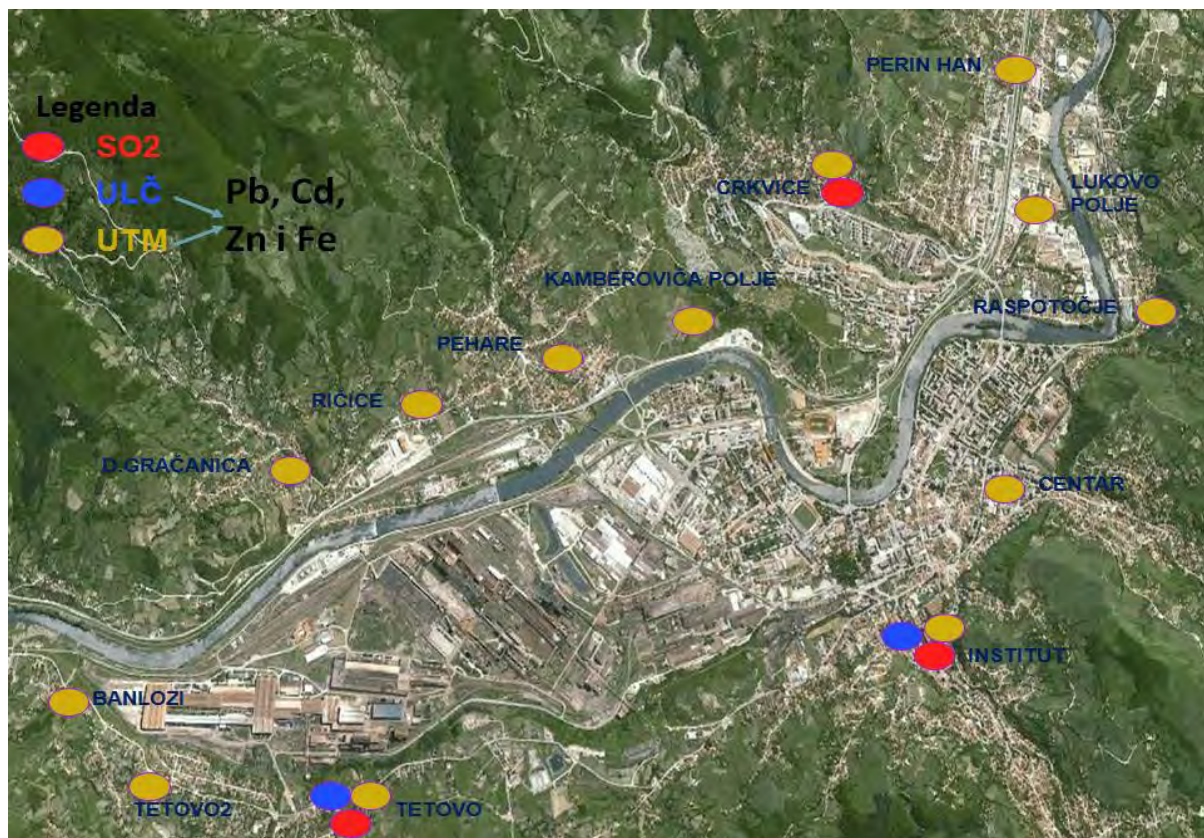 Legenda
SO2
ULČ
UTM
Pb, Cd,
Zn i Fe
PERIN HAN
CRKVICE
LUKOVO
POLJE
KAMBEROVIČA POLJE
RASPOTOČJE
PEHARE
RIČICE
D.GRAČANICA
CENTAR
INSTITUT
BANLOZI
TETOVO2
TETOVO